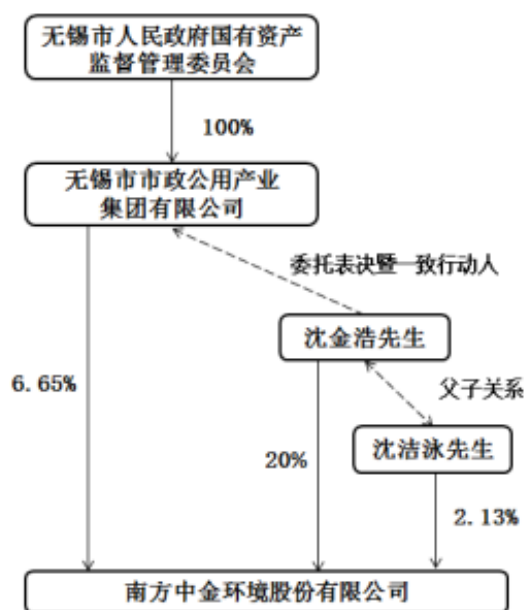 无锡市人民政府国有资产
监督管理委员会
100%
无锡市市政公用产业
集团有限公司
委托表决暨一致行动人
沈金浩先生
6.65%
父子关系
20%
沈洁泳先生
2.13%
南方中金环境股份有限公司